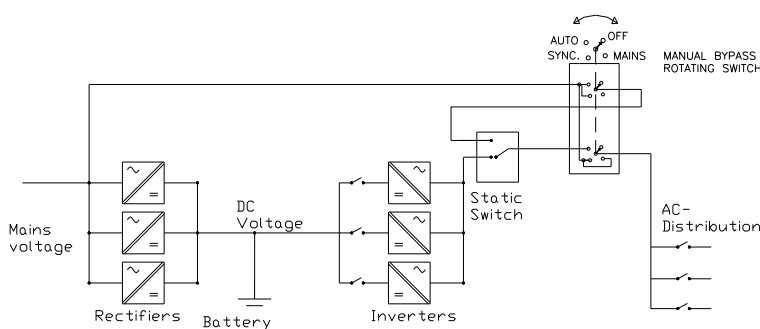 AUTO OFF
SYNC. MAINS
MANUAL BYPASS
ROTATING SWITCH
Static
Switch
DC
Voltage
AC-
Distribution
Mains
voltage
Rectifiers
Battery
Inverters